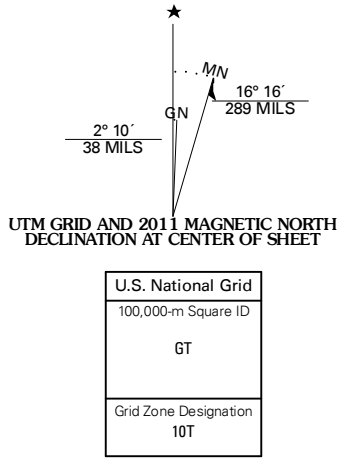 MN
GN
16° 16´
289 MILS
2° 10´
38 MILS
UTM GRID AND 2011 MAGNETIC NORTH
DECLINATION AT CENTER OF SHEET
U.S. National Grid
100,000-m Square ID
GT
Grid Zone Designation
10T